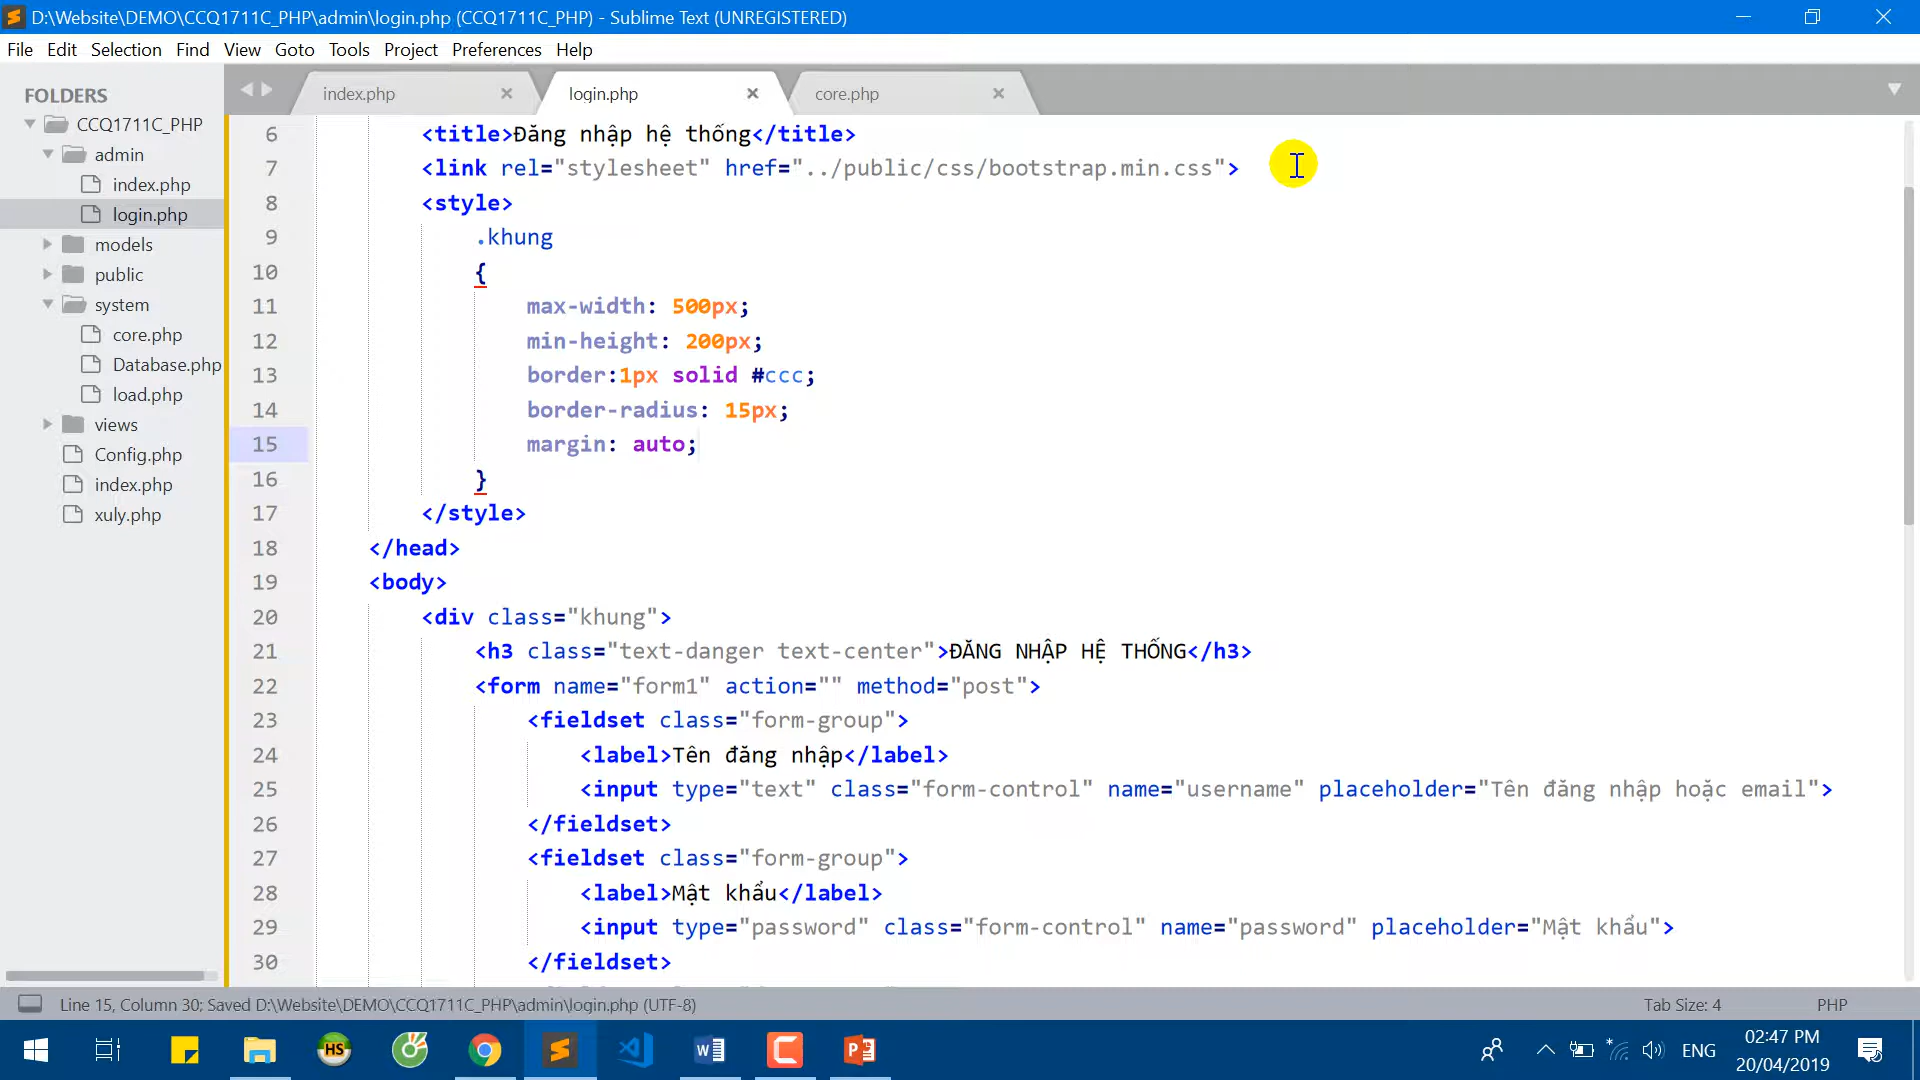 D:\Website\DEMO\CCQ1711C_PHP\admin\login.php (CCQ1711C_PHP) - Sublime Text (UNREGISTERED)
File Edit Selection Find View Goto Tools Project Preferences Help
FOLDERS
CCQ1711C_PHP
admin
index.php
login.php
models
public
system
core.php
Database.php
load.php
views
Config.php
index.php
xuly.php
index.php × login.php × core.php ×
6 <title>Đăng nhập hệ thống</title>
7 <link rel="stylesheet" href="../public/css/bootstrap.min.css">
8 <style>
9 .khung
10 {
11 max-width: 500px;
12 min-height: 200px;
13 border:1px solid #ccc;
14 border-radius: 15px;
15 margin: auto;
16 }
17 </style>
18 </head>
19 <body>
20 <div class="khung">
21 <h3 class="text-danger text-center">ĐĂNG NHẬP HỆ THỐNG</h3>
22 <form name="form1" action="" method="post">
23 <fieldset class="form-group">
24 <label>Tên đăng nhập</label>
25 <input type="text" class="form-control" name="username" placeholder="Tên đăng nhập hoặc email">
26 </fieldset>
27 <fieldset class="form-group">
28 <label>Mật khẩu</label>
29 <input type="password" class="form-control" name="password" placeholder="Mật khẩu">
30 </fieldset>
Line 15, Column 30; Saved D:\Website\DEMO\CCQ1711C_PHP\admin\login.php (UTF-8) Tab Size: 4 PHP
HS
ENG
02:47 PM
20/04/2019